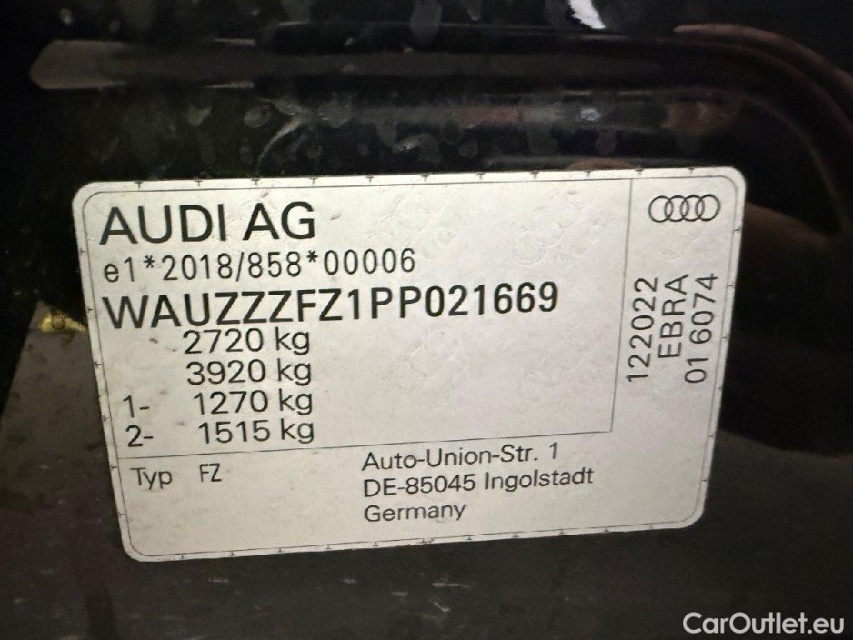 AUDI AG
e1*2018/858*00006
WAUZZZFZ1PP021669
2720 kg
3920 kg
1- 1270 kg
2- 1515 kg
Typ FZ
Auto-Union-Str. 1
DE-85045 Ingolstadt
Germany
122022
EBRA
01 6074
CarOutlet.eu